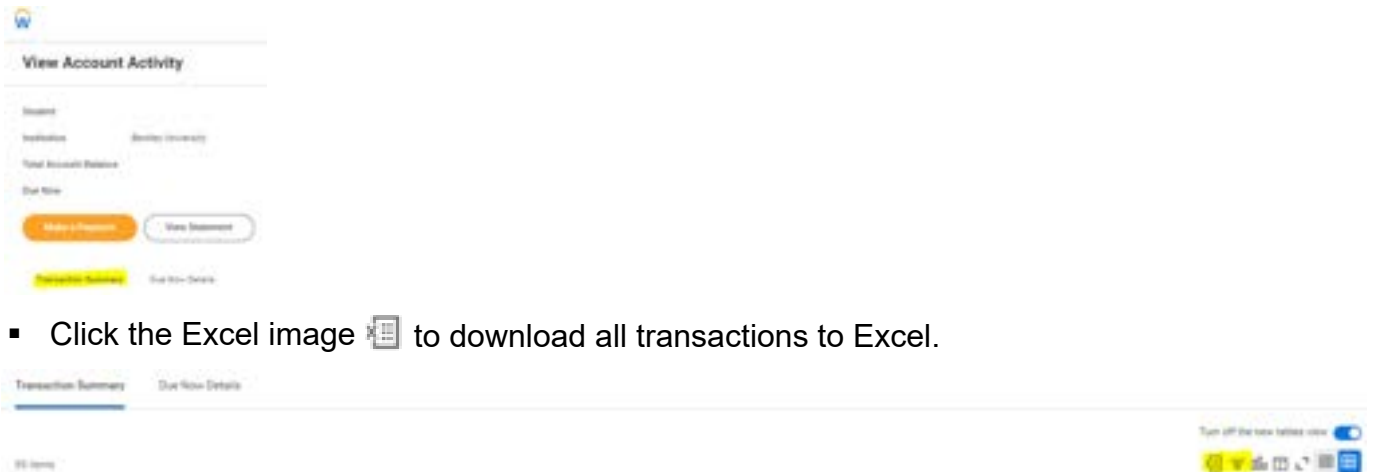 View Account Activity
Student
Institution Bentley University
Total Account Balance
Due Now
Make a Payment View Statement
Transaction Summary Due Now Details
▪ Click the Excel image to download all transactions to Excel.
Transaction Summary Due Now Details
Turn off the new tables view
items